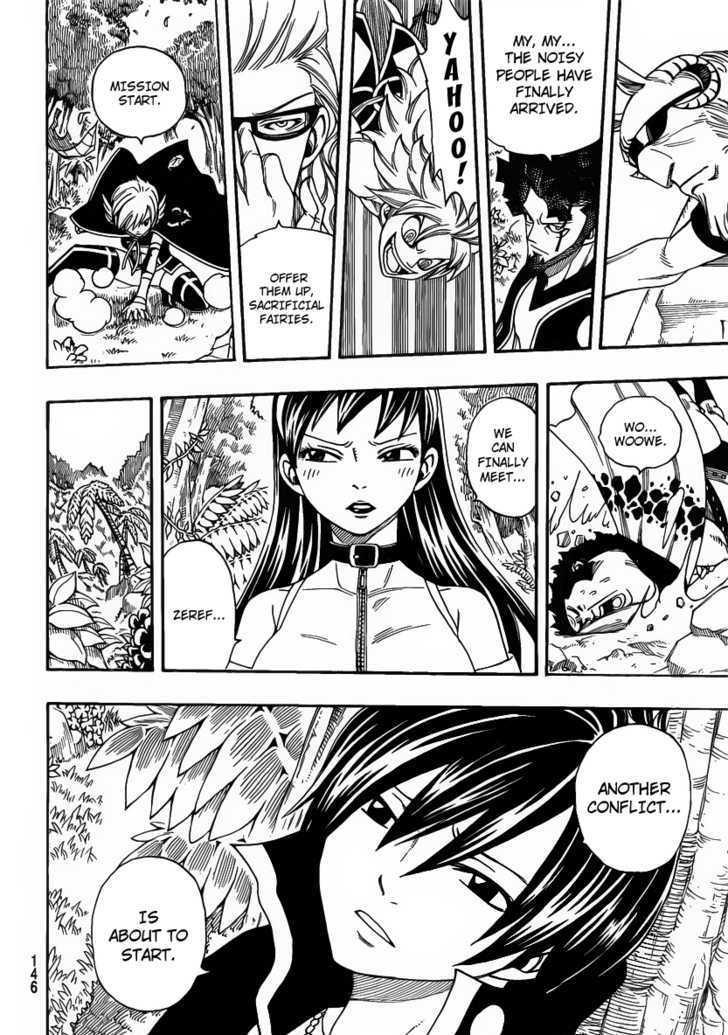 MY, MY...
THE NOISY
PEOPLE HAVE
FINALLY
ARRIVED.
YAHOO!
OFFER
THEM UP,
SACRIFICIAL
FAIRIES.
MISSION
START.
WO...
WOOWE.
WE
CAN
FINALLY
MEET...
ZEREF...
ANOTHER
CONFLICT...
IS
ABOUT TO
START.
146